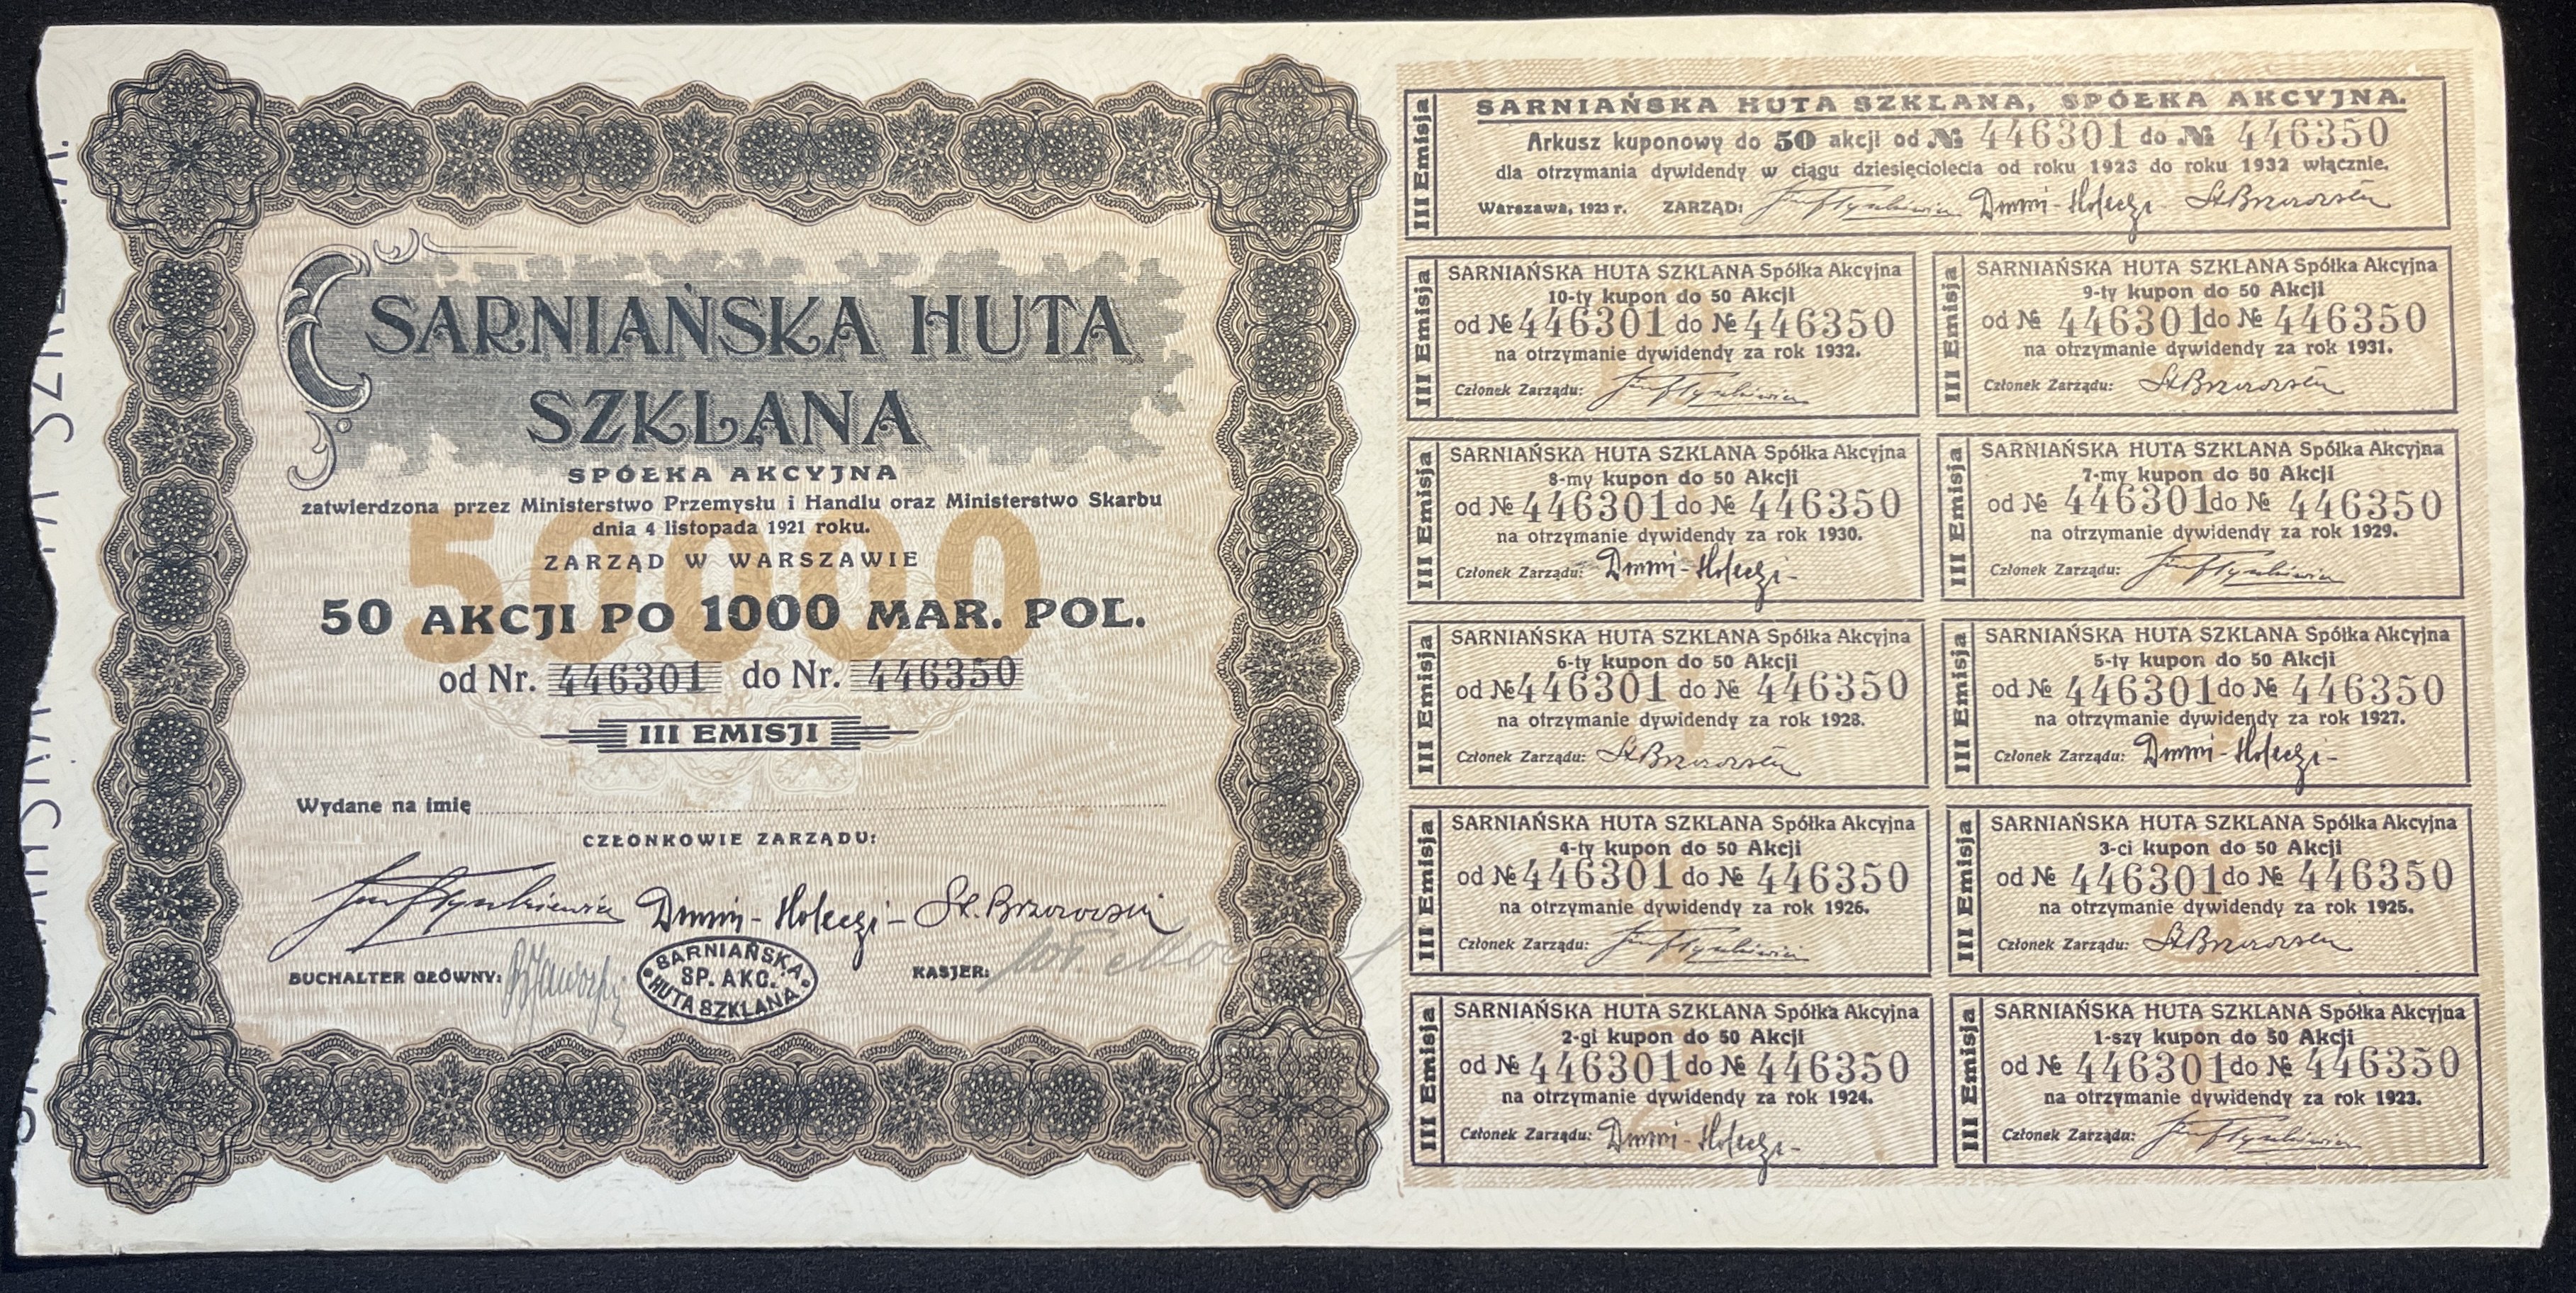 SARNIAŃSKA HUTA
SZKLANA
SPÓŁKA AKCYJNA
zatwierdzona przez Ministerstwo Przemysłu i Handlu oraz Ministerstwo Skarbu
dnia 4 listopada 1921 roku.
50000
ZARZĄD W WARSZAWIE
50 AKCJI PO 1000 MAR. POL.
od Nr. 446301 do Nr. 446350
III EMISJI
Wydane na imię
CZŁONKOWIE ZARZĄDU:
BUCHALTER GŁÓWNY:
KASJER:
SARNIAŃSKA
SP. AKC.
HUTA SZKLANA
III Emisja
SARNIAŃSKA HUTA SZKLANA, SPÓŁKA AKCYJNA.
Arkusz kuponowy do 50 akcji od № 446301 do № 446350
dla otrzymania dywidendy w ciągu dziesięciolecia od roku 1923 do roku 1932 włącznie.
Warszawa, 1923 r. ZARZĄD:
III Emisja
SARNIAŃSKA HUTA SZKLANA Spółka Akcyjna
10-ty kupon do 50 Akcji
od № 446301 do № 446350
na otrzymanie dywidendy za rok 1932.
Członek Zarządu:
III Emisja
SARNIAŃSKA HUTA SZKLANA Spółka Akcyjna
9-ty kupon do 50 Akcji
od № 446301 do № 446350
na otrzymanie dywidendy za rok 1931.
Członek Zarządu:
III Emisja
SARNIAŃSKA HUTA SZKLANA Spółka Akcyjna
8-my kupon do 50 Akcji
od № 446301 do № 446350
na otrzymanie dywidendy za rok 1930.
Członek Zarządu:
III Emisja
SARNIAŃSKA HUTA SZKLANA Spółka Akcyjna
7-my kupon do 50 Akcji
od № 446301 do № 446350
na otrzymanie dywidendy za rok 1929.
Członek Zarządu:
III Emisja
SARNIAŃSKA HUTA SZKLANA Spółka Akcyjna
6-ty kupon do 50 Akcji
od № 446301 do № 446350
na otrzymanie dywidendy za rok 1928.
Członek Zarządu:
III Emisja
SARNIAŃSKA HUTA SZKLANA Spółka Akcyjna
5-ty kupon do 50 Akcji
od № 446301 do № 446350
na otrzymanie dywidendy za rok 1927.
Członek Zarządu:
III Emisja
SARNIAŃSKA HUTA SZKLANA Spółka Akcyjna
4-ty kupon do 50 Akcji
od № 446301 do № 446350
na otrzymanie dywidendy za rok 1926.
Członek Zarządu:
III Emisja
SARNIAŃSKA HUTA SZKLANA Spółka Akcyjna
3-ci kupon do 50 Akcji
od № 446301 do № 446350
na otrzymanie dywidendy za rok 1925.
Członek Zarządu:
III Emisja
SARNIAŃSKA HUTA SZKLANA Spółka Akcyjna
2-gi kupon do 50 Akcji
od № 446301 do № 446350
na otrzymanie dywidendy za rok 1924.
Członek Zarządu:
III Emisja
SARNIAŃSKA HUTA SZKLANA Spółka Akcyjna
1-szy kupon do 50 Akcji
od № 446301 do № 446350
na otrzymanie dywidendy za rok 1923.
Członek Zarządu: